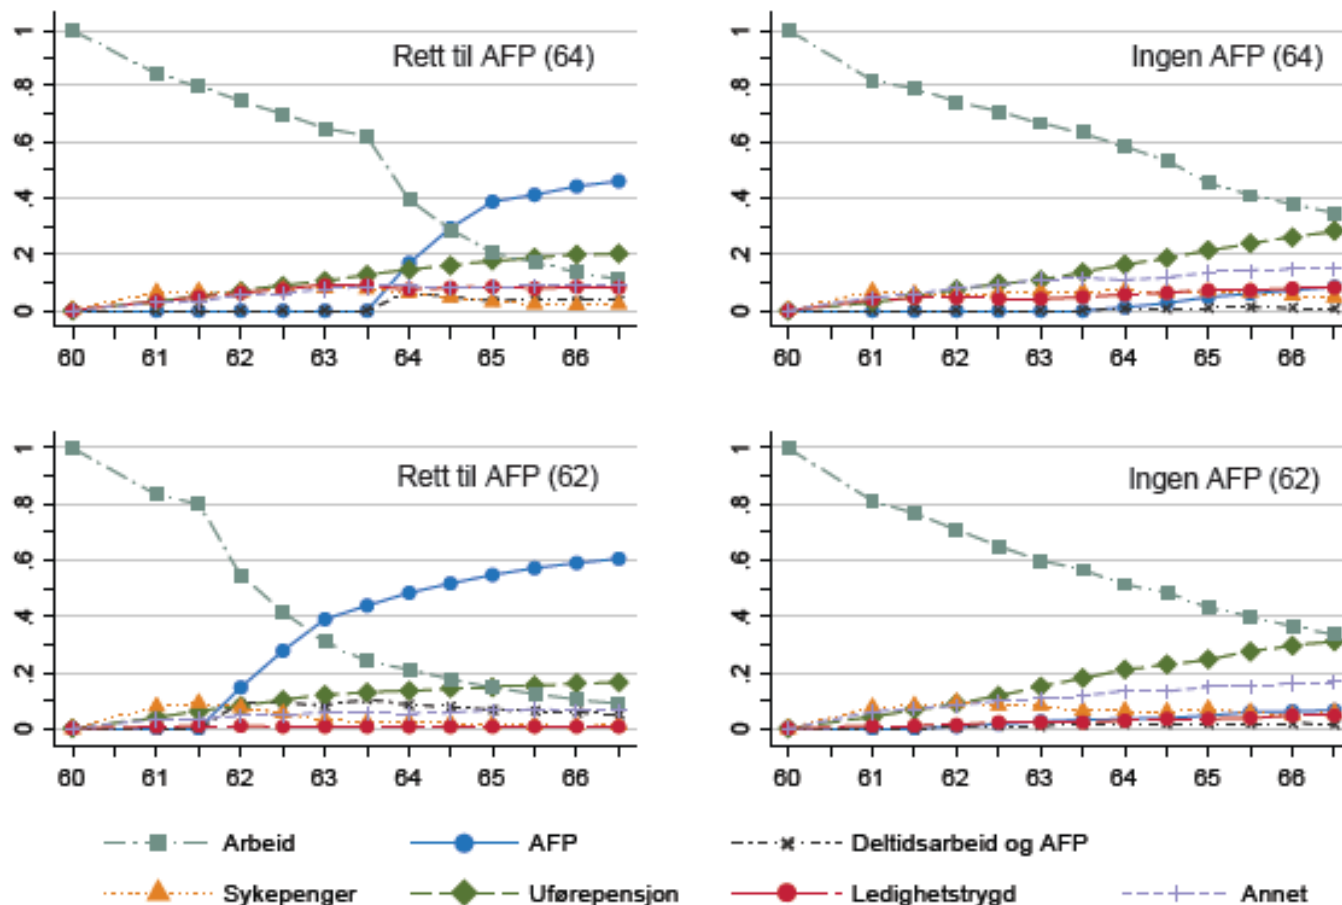 Rett til AFP (64)
1
.8
.6
.4
.2
0
60 61 62 63 64 65 66
Ingen AFP (64)
1
.8
.6
.4
.2
0
60 61 62 63 64 65 66
Rett til AFP (62)
1
.8
.6
.4
.2
0
60 61 62 63 64 65 66
Ingen AFP (62)
1
.8
.6
.4
.2
0
60 61 62 63 64 65 66
Arbeid AFP Deltidsarbeid og AFP
Sykepenger Uførepensjon Ledighetstrygd Annet